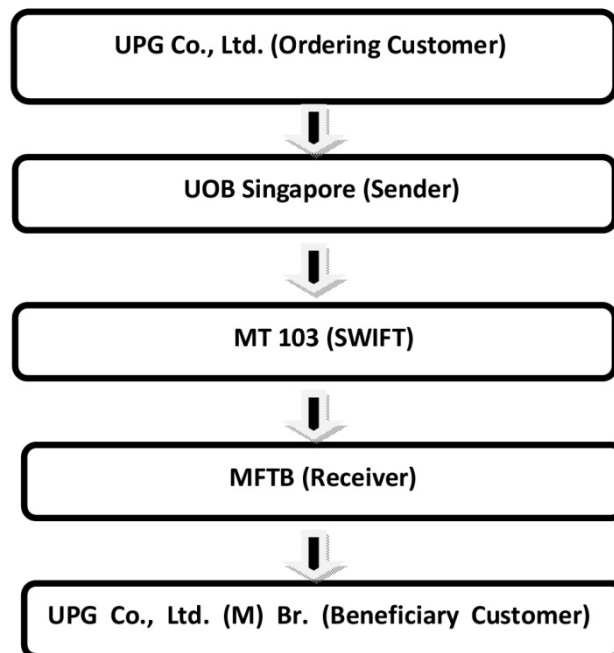 UPG Co., Ltd. (Ordering Customer)
UOB Singapore (Sender)
MT 103 (SWIFT)
MFTB (Receiver)
UPG Co., Ltd. (M) Br. (Beneficiary Customer)